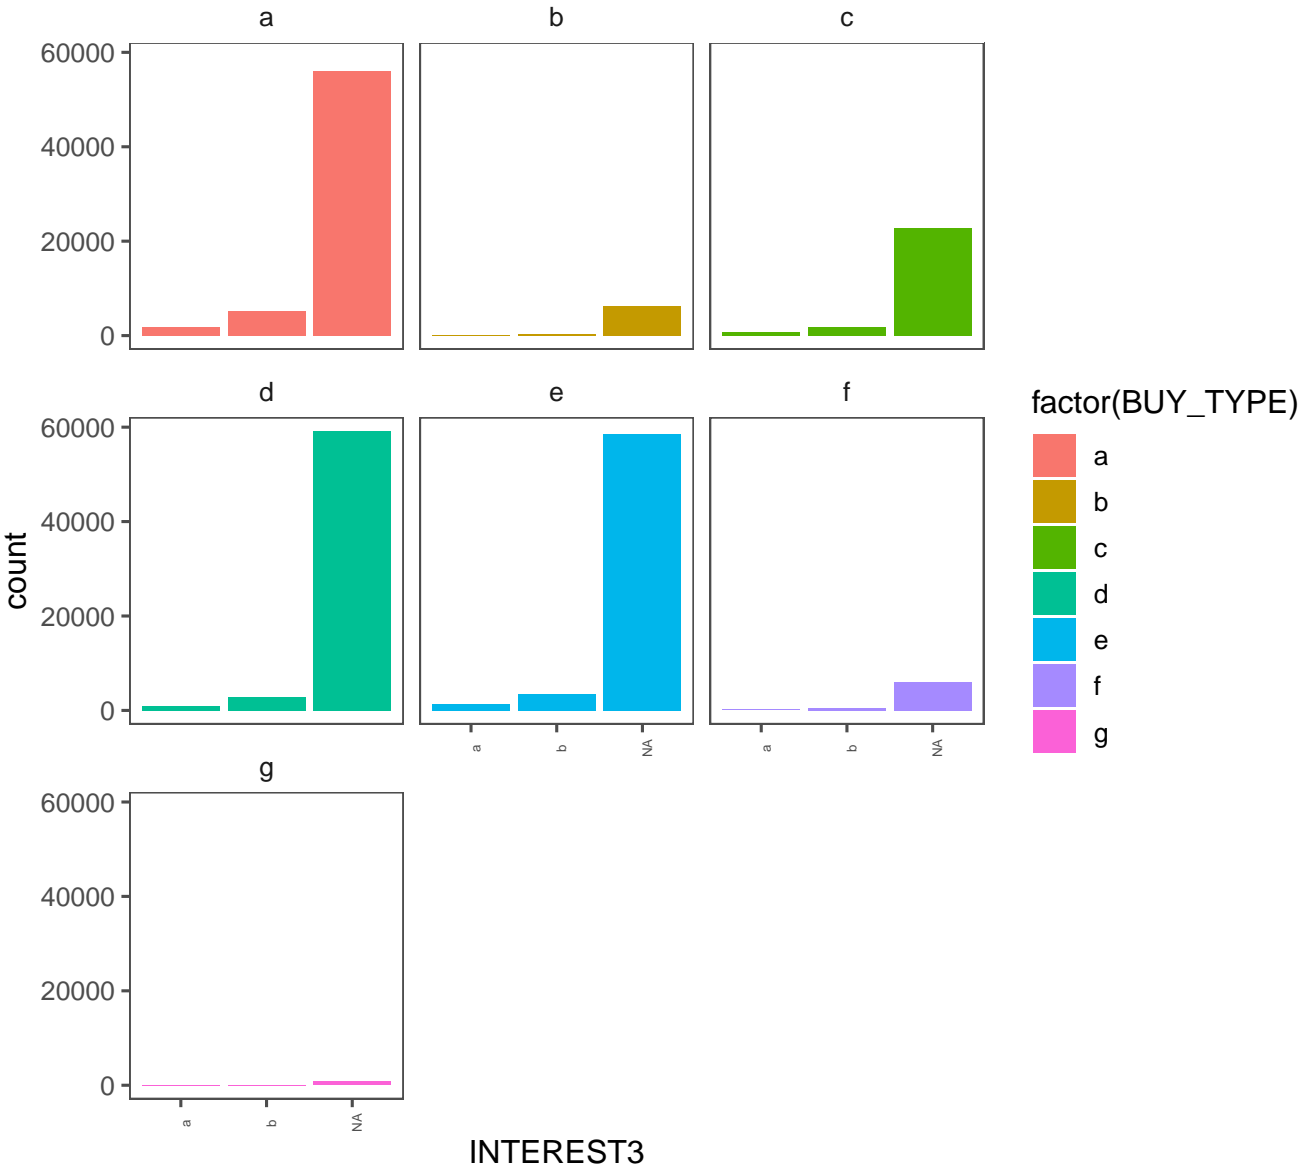 a b c
60000
40000
20000
0
d e f
60000
40000
20000
0
a b NA a b NA
g
60000
40000
20000
0
a b NA
count
INTEREST3
factor(BUY_TYPE)
a
b
c
d
e
f
g